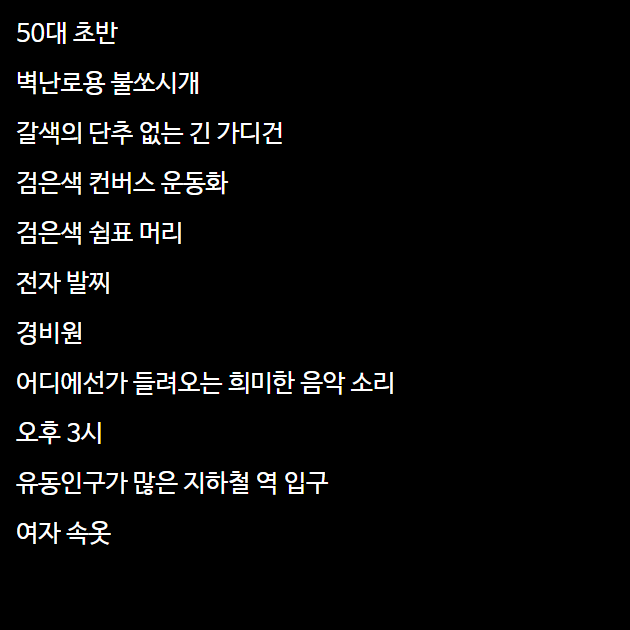 50대 초반
벽난로용 불쏘시개
갈색의 단추 없는 긴 가디건
검은색 컨버스 운동화
검은색 쉼표 머리
전자 발찌
경비원
어디에선가 들려오는 희미한 음악 소리
오후 3시
유동인구가 많은 지하철 역 입구
여자 속옷